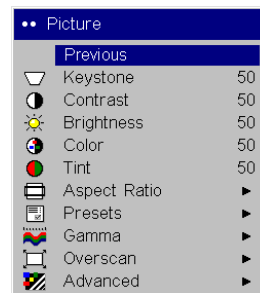 •• Picture
Previous
Keystone 50
Contrast 50
Brightness 50
Color 50
Tint 50
Aspect Ratio ►
Presets ►
Gamma ►
Overscan ►
Advanced ►